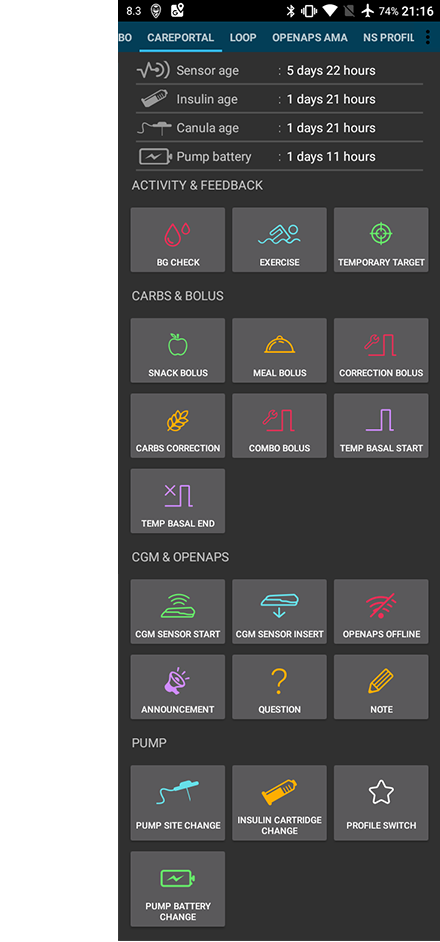 8.3 74% 21:16
BO CAREPORTAL LOOP OPENAPS AMA NS PROFIL
Sensor age : 5 days 22 hours
Insulin age : 1 days 21 hours
Canula age : 1 days 21 hours
Pump battery : 1 days 11 hours
ACTIVITY & FEEDBACK
BG CHECK EXERCISE TEMPORARY TARGET
CARBS & BOLUS
SNACK BOLUS MEAL BOLUS CORRECTION BOLUS
CARBS CORRECTION COMBO BOLUS TEMP BASAL START
TEMP BASAL END
CGM & OPENAPS
CGM SENSOR START CGM SENSOR INSERT OPENAPS OFFLINE
ANNOUNCEMENT QUESTION NOTE
PUMP
PUMP SITE CHANGE INSULIN CARTRIDGE CHANGE PROFILE SWITCH
PUMP BATTERY
CHANGE